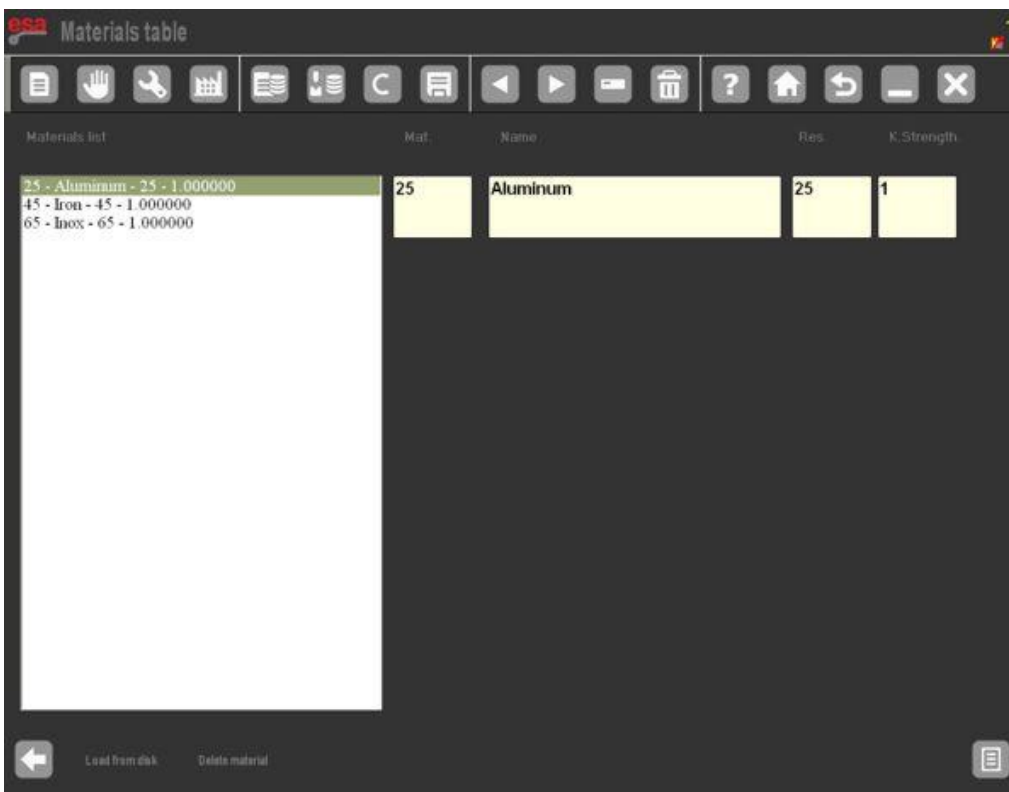 esa Materials table
C ?
Materials list Mat. Name Res. K.Strength.
25 - Aluminum - 25 - 1.000000
45 - Iron - 45 - 1.000000
65 - Inox - 65 - 1.000000
25 Aluminum 25 1
Load from disk Delete material